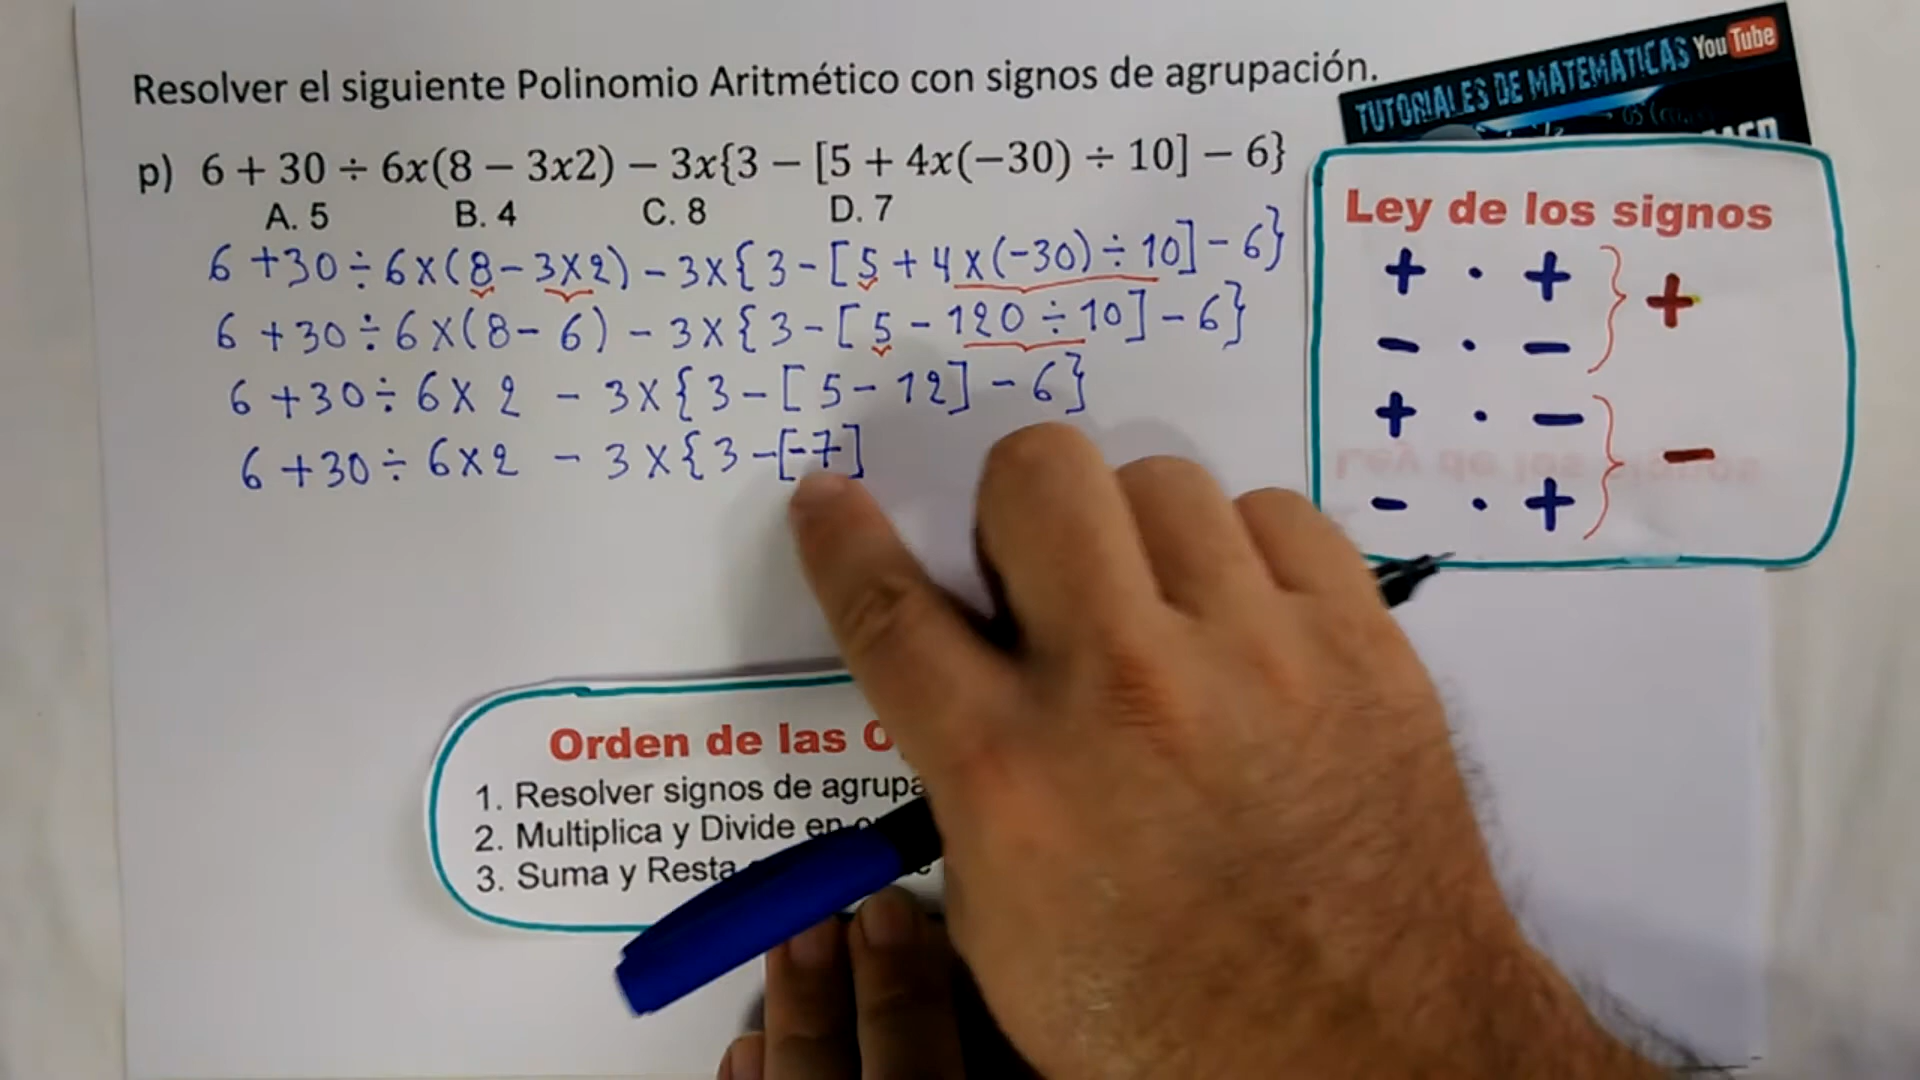 Resolver el siguiente Polinomio Aritmético con signos de agrupación.
TUTORIALES DE MATEMATICAS YouTube
p) 6 + 30 ÷ 6x(8 − 3x2) − 3x{3 − [5 + 4x(−30) ÷ 10] − 6}
A. 5 B. 4 C. 8 D. 7
6 + 30 ÷ 6 x (8 − 3 x 2) − 3 x { 3 − [ 5 + 4 x (−30) ÷ 10 ] − 6}
6 + 30 ÷ 6 x (8 − 6) − 3 x { 3 − [ 5 − 120 ÷ 10 ] − 6}
6 + 30 ÷ 6 x 2 − 3 x { 3 − [ 5 − 12 ] − 6}
6 + 30 ÷ 6 x 2 − 3 x { 3 − [−7]
Ley de los signos
+ · + } +
− · −
+ · − } −
− · +
Orden de las
1. Resolver signos de
2. Multiplica y Divide en
3. Suma y Resta